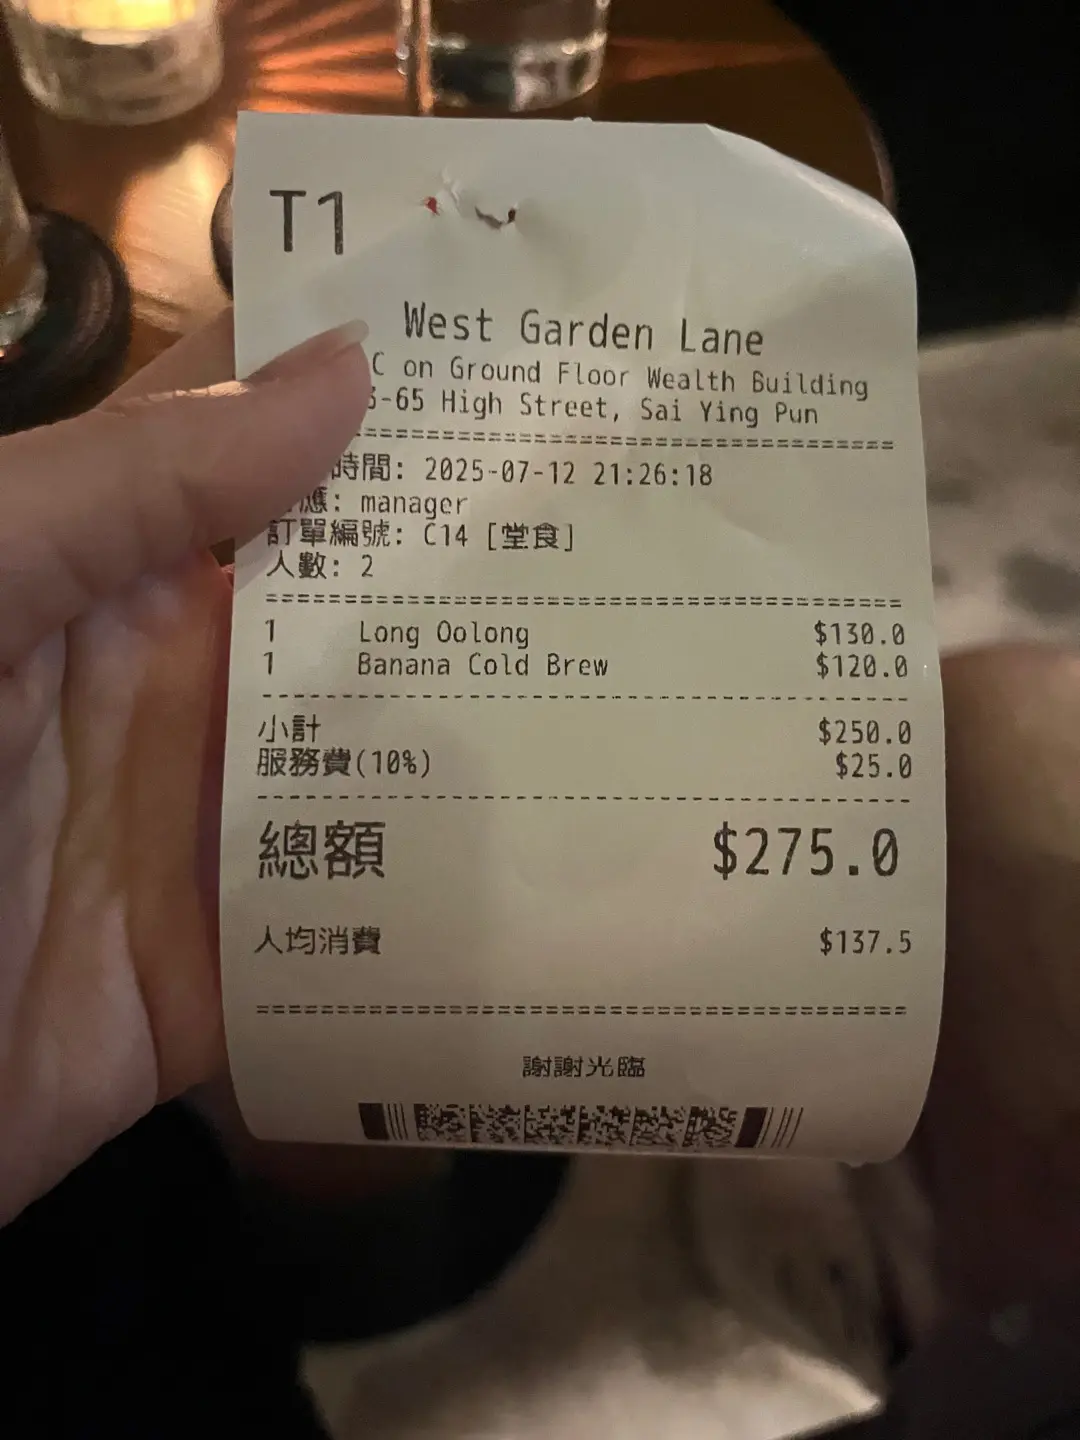 T1
West Garden Lane
C on Ground Floor Wealth Building
3-65 High Street, Sai Ying Pun
時間: 2025-07-12 21:26:18
應: manager
訂單編號: C14 [堂食]
人數: 2
1 Long Oolong $130.0
1 Banana Cold Brew $120.0
小計 $250.0
服務費(10%) $25.0
總額 $275.0
人均消費 $137.5
謝謝光臨